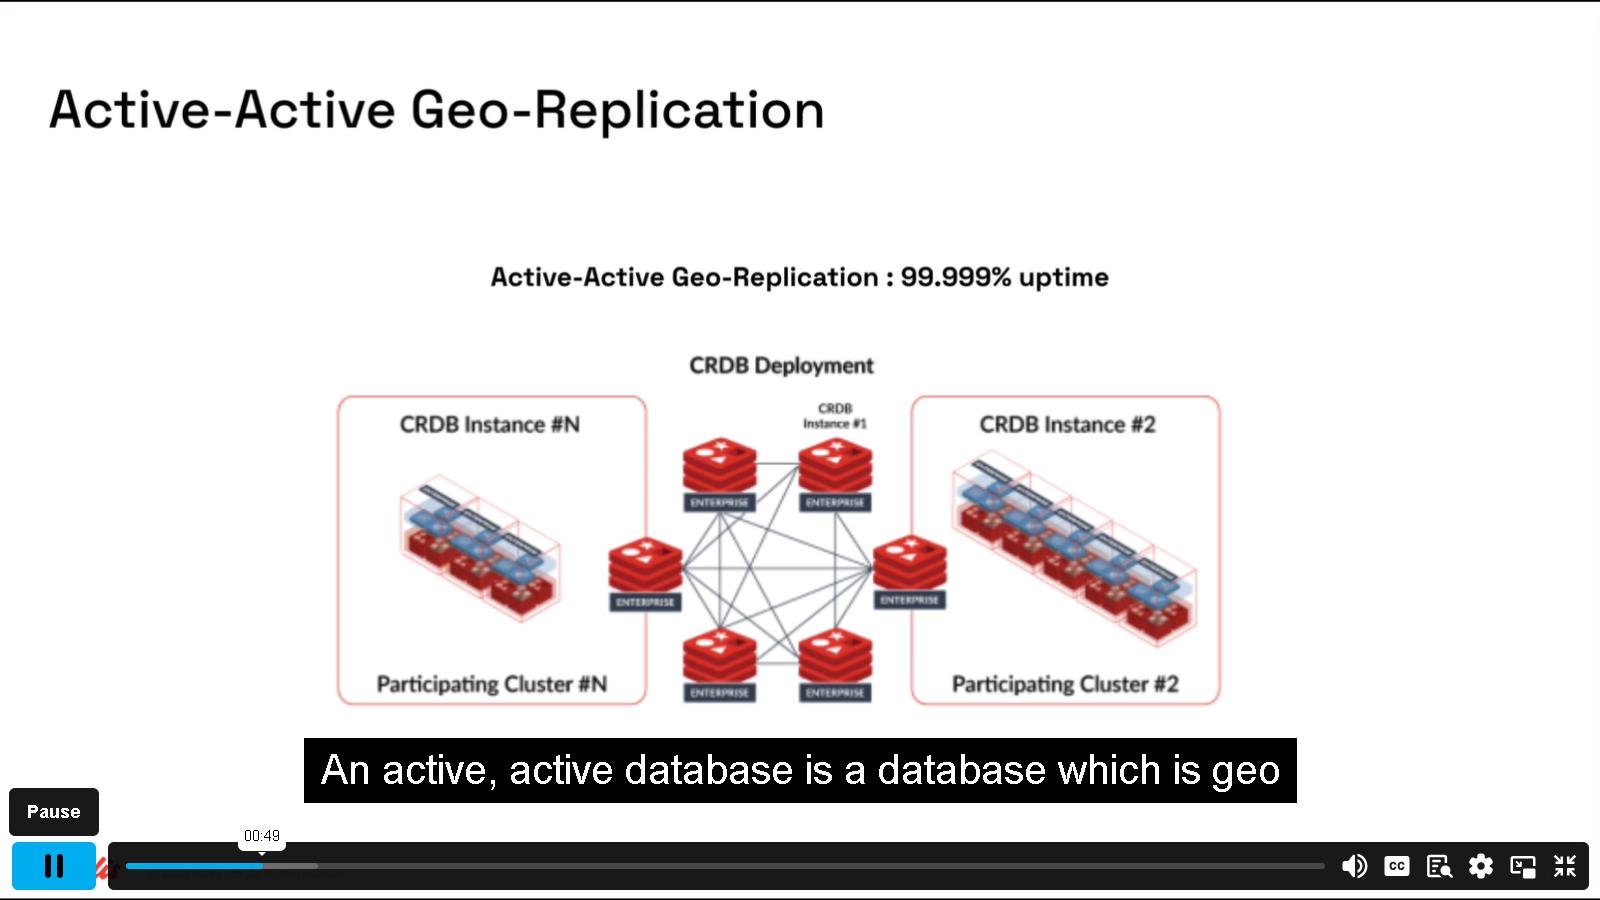 Active-Active Geo-Replication
Active-Active Geo-Replication : 99.999% uptime
CRDB Deployment
CRDB Instance #N
CRDB
Instance #1
CRDB Instance #2
ENTERPRISE
ENTERPRISE
ENTERPRISE
ENTERPRISE
ENTERPRISE
ENTERPRISE
Participating Cluster #N
Participating Cluster #2
An active, active database is a database which is geo
Pause
00:49
CC